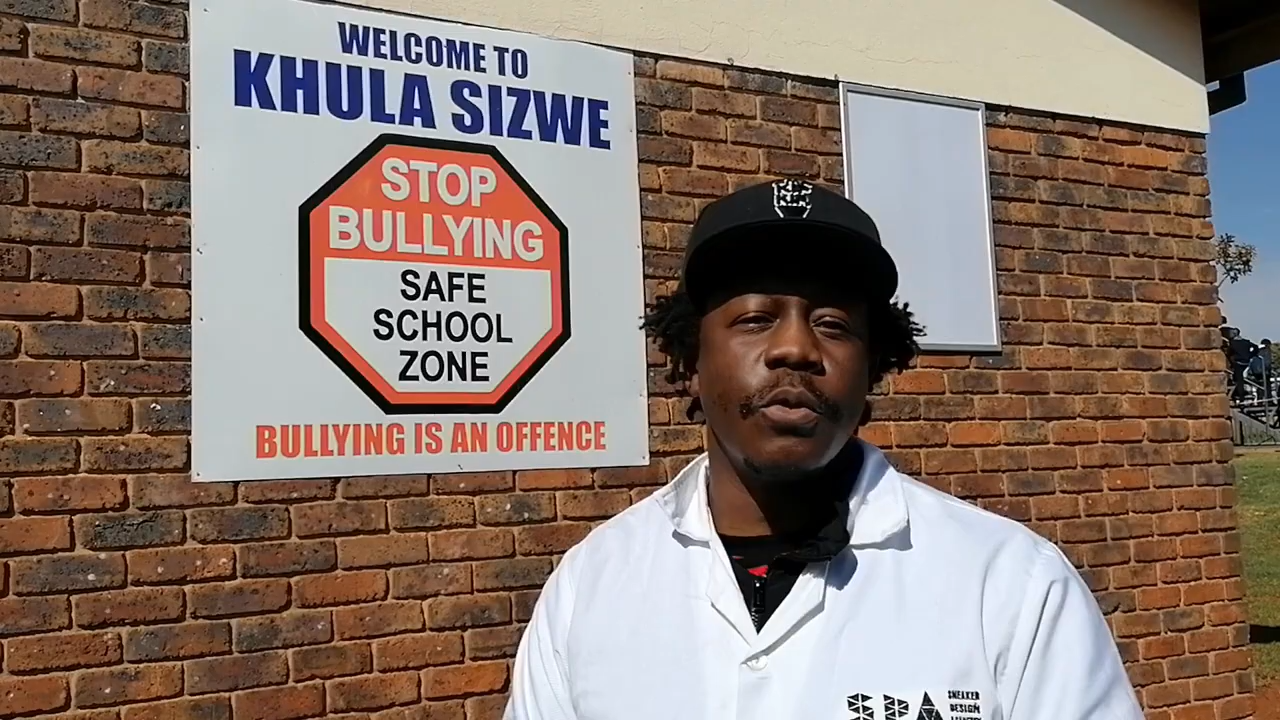 WELCOME TO
KHULA SIZWE
STOP
BULLYING
SAFE
SCHOOL
ZONE
BULLYING IS AN OFFENCE
SNEAKER
DESIGN